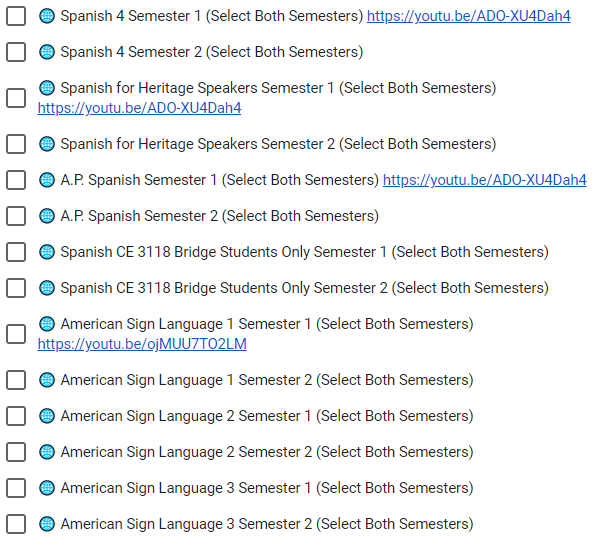 Spanish 4 Semester 1 (Select Both Semesters) https://youtu.be/ADO-XU4Dah4
Spanish 4 Semester 2 (Select Both Semesters)
Spanish for Heritage Speakers Semester 1 (Select Both Semesters)
https://youtu.be/ADO-XU4Dah4
Spanish for Heritage Speakers Semester 2 (Select Both Semesters)
A.P. Spanish Semester 1 (Select Both Semesters) https://youtu.be/ADO-XU4Dah4
A.P. Spanish Semester 2 (Select Both Semesters)
Spanish CE 3118 Bridge Students Only Semester 1 (Select Both Semesters)
Spanish CE 3118 Bridge Students Only Semester 2 (Select Both Semesters)
American Sign Language 1 Semester 1 (Select Both Semesters)
https://youtu.be/ojMUU7TO2LM
American Sign Language 1 Semester 2 (Select Both Semesters)
American Sign Language 2 Semester 1 (Select Both Semesters)
American Sign Language 2 Semester 2 (Select Both Semesters)
American Sign Language 3 Semester 1 (Select Both Semesters)
American Sign Language 3 Semester 2 (Select Both Semesters)